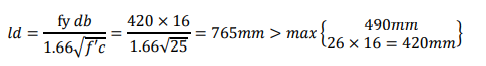 ld = fy db / 1.66√f'c = 420 × 16 / 1.66√25 = 765mm > max { 490mm
26 × 16 = 420mm }